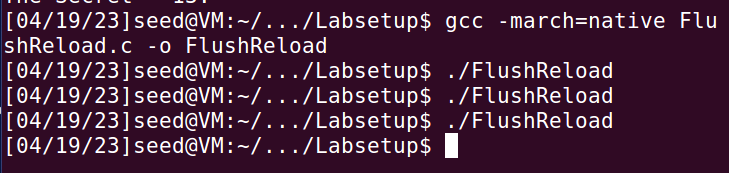 [04/19/23]seed@VM:~/.../Labsetup$ gcc -march=native Flu
shReload.c -o FlushReload
[04/19/23]seed@VM:~/.../Labsetup$ ./FlushReload
[04/19/23]seed@VM:~/.../Labsetup$ ./FlushReload
[04/19/23]seed@VM:~/.../Labsetup$ ./FlushReload
[04/19/23]seed@VM:~/.../Labsetup$